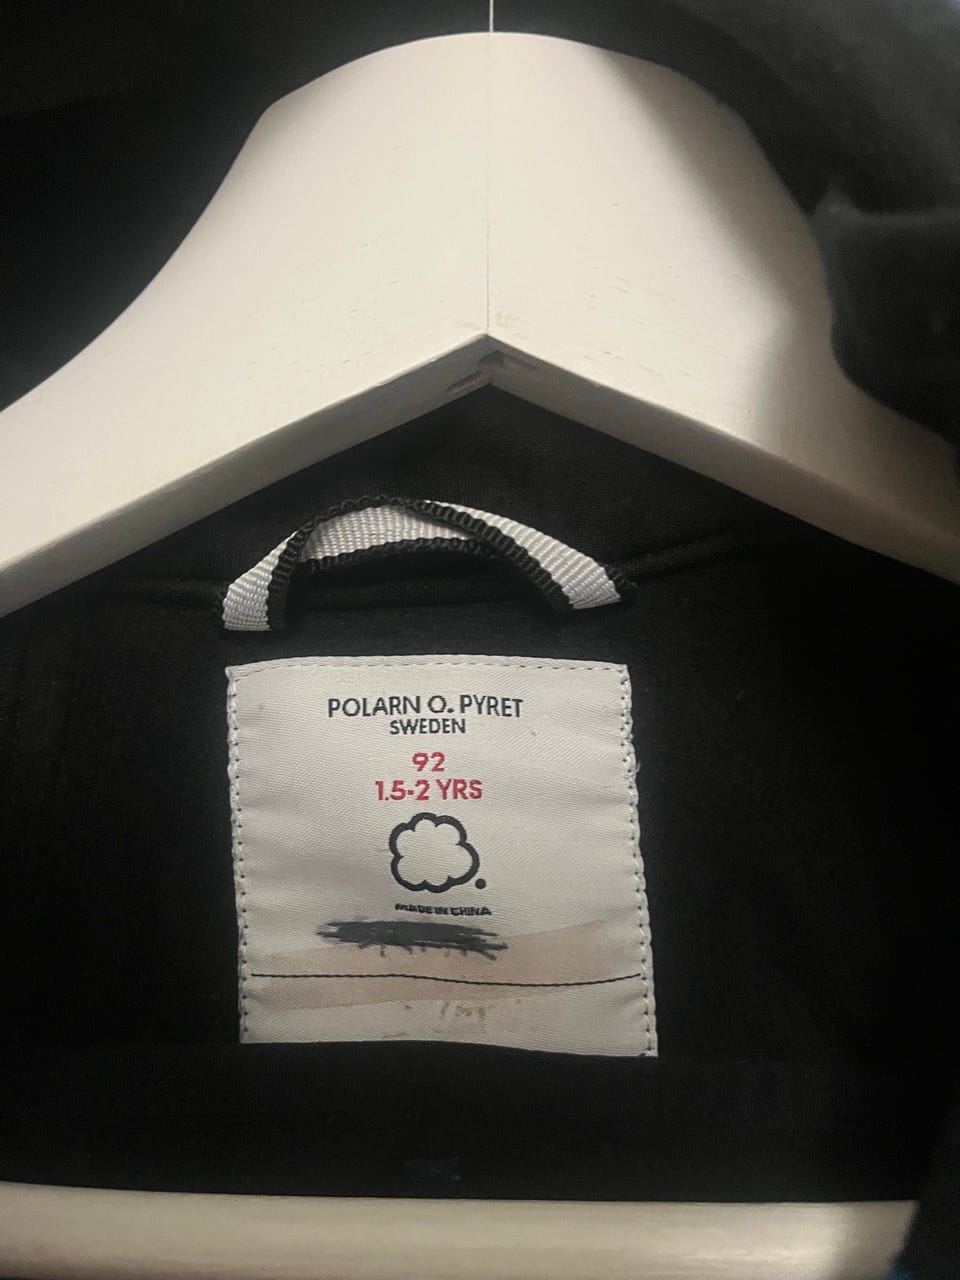 POLARN O. PYRET
SWEDEN
92
1.5-2 YRS
MADE IN CHINA